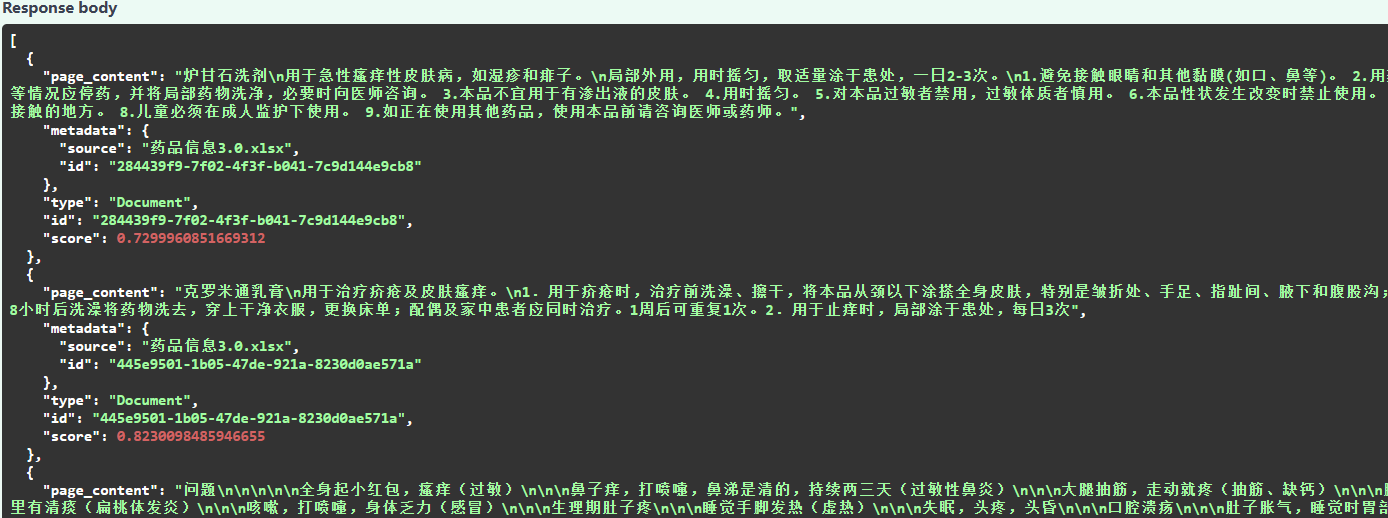 Response body
[
{
"page_content": "炉甘石洗剂\n用于急性瘙痒性皮肤病，如湿疹和痱子。\n局部外用，用时摇匀，取适量涂于患处，一日2-3次。\n1.避免接触眼睛和其他黏膜(如口、鼻等)。 2.用
等情况应停药，并将局部药物洗净，必要时向医师咨询。 3.本品不宜用于有渗出液的皮肤。 4.用时摇匀。 5.对本品过敏者禁用，过敏体质者慎用。 6.本品性状发生改变时禁止使用。
接触的地方。 8.儿童必须在成人监护下使用。 9.如正在使用其他药品，使用本品前请咨询医师或药师。",
"metadata": {
"source": "药品信息3.0.xlsx",
"id": "284439f9-7f02-4f3f-b041-7c9d144e9cb8"
},
"type": "Document",
"id": "284439f9-7f02-4f3f-b041-7c9d144e9cb8",
"score": 0.7299960851669312
},
{
"page_content": "克罗米通乳膏\n用于治疗疥疮及皮肤瘙痒。\n1. 用于疥疮时，治疗前洗澡、擦干，将本品从颈以下涂搽全身皮肤，特别是皱折处、手足、指趾间、腋下和腹股沟；
8小时后洗澡将药物洗去，穿上干净衣服，更换床单；配偶及家中患者应同时治疗。1周后可重复1次。2. 用于止痒时，局部涂于患处，每日3次",
"metadata": {
"source": "药品信息3.0.xlsx",
"id": "445e9501-1b05-47de-921a-8230d0ae571a"
},
"type": "Document",
"id": "445e9501-1b05-47de-921a-8230d0ae571a",
"score": 0.8230098485946655
},
{
"page_content": "问题\n\n\n\n\n\n全身起小红包，瘙痒（过敏）\n\n\n鼻子痒，打喷嚏，鼻涕是清的，持续两三天（过敏性鼻炎）\n\n\n大腿抽筋，走动就疼（抽筋、缺钙）\n\n\n
里有清痰（扁桃体发炎）\n\n\n咳嗽，打喷嚏，身体乏力（感冒）\n\n\n生理期肚子疼\n\n\n睡觉手脚发热（虚热）\n\n\n失眠，头疼，头昏\n\n\n口腔溃疡\n\n\n肚子胀气，睡觉时胃部